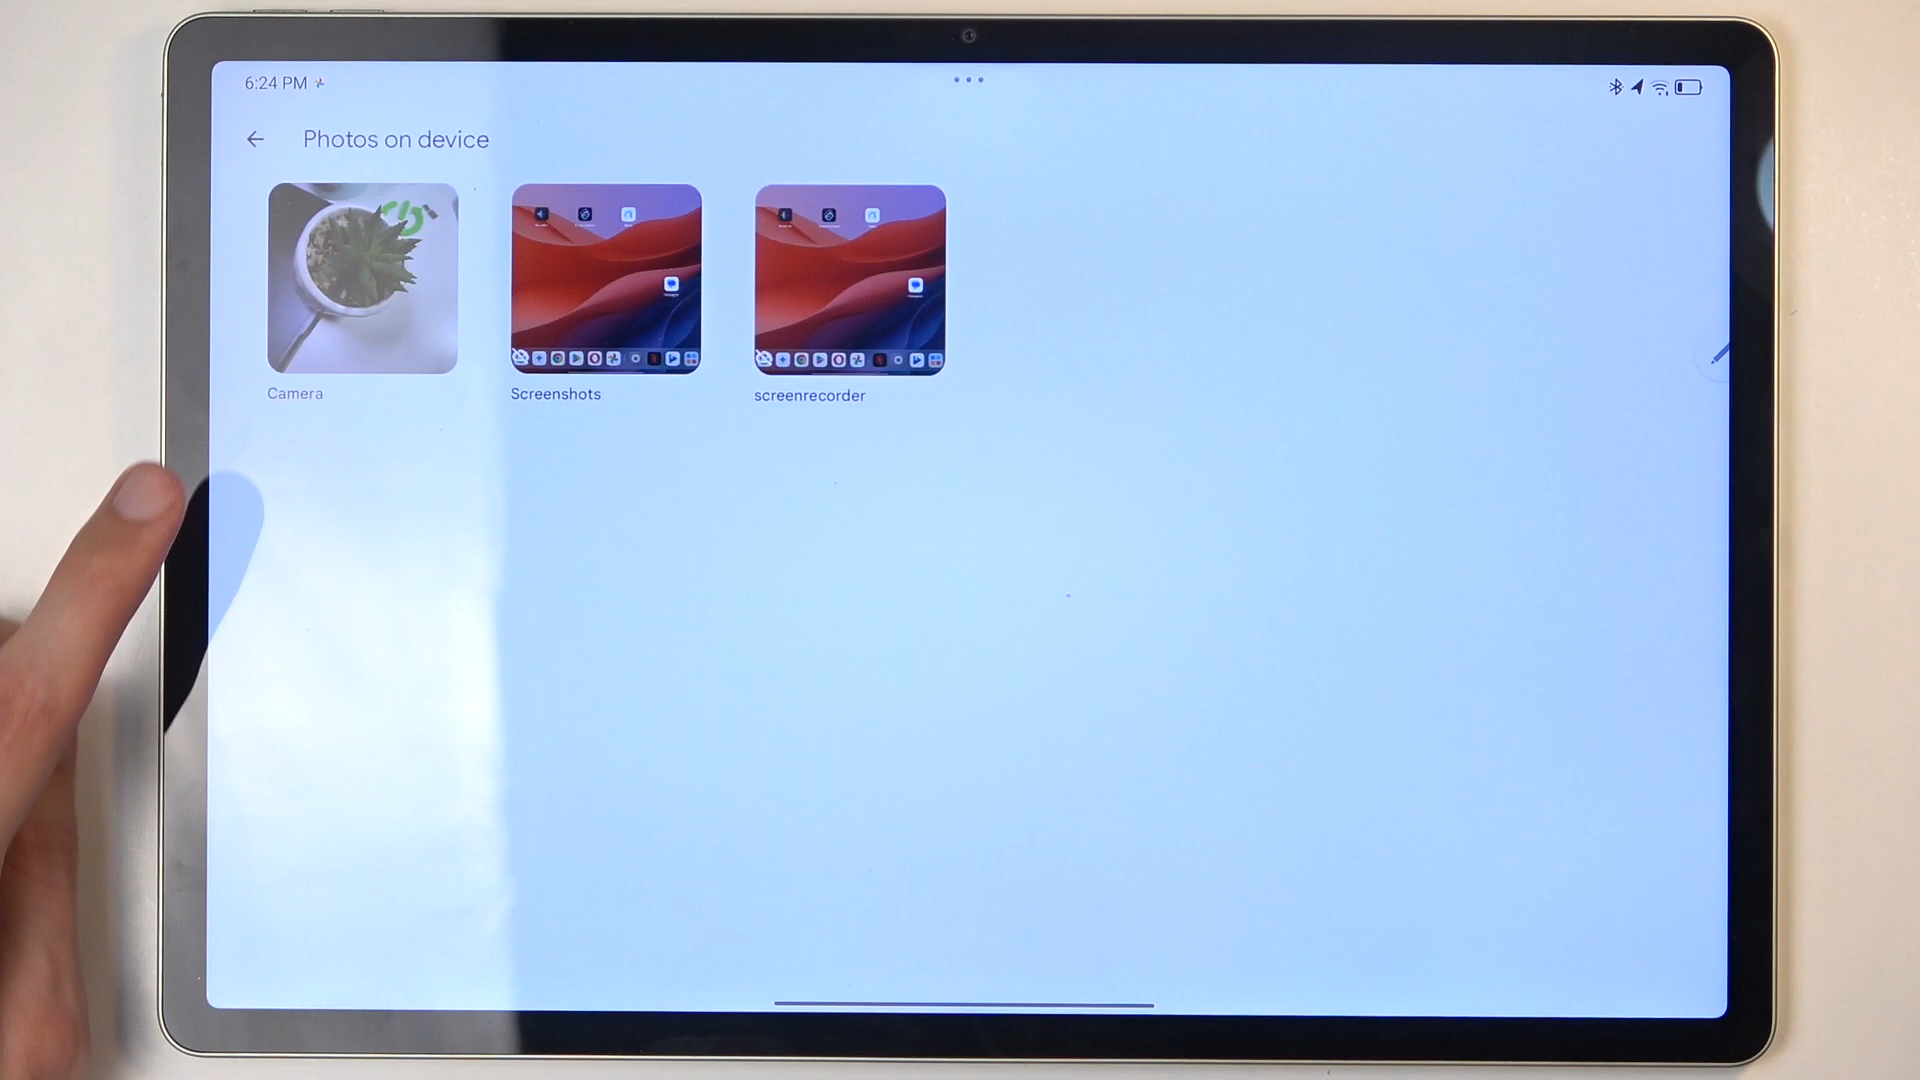 6:24 PM
Photos on device
Camera
Screenshots
screenrecorder